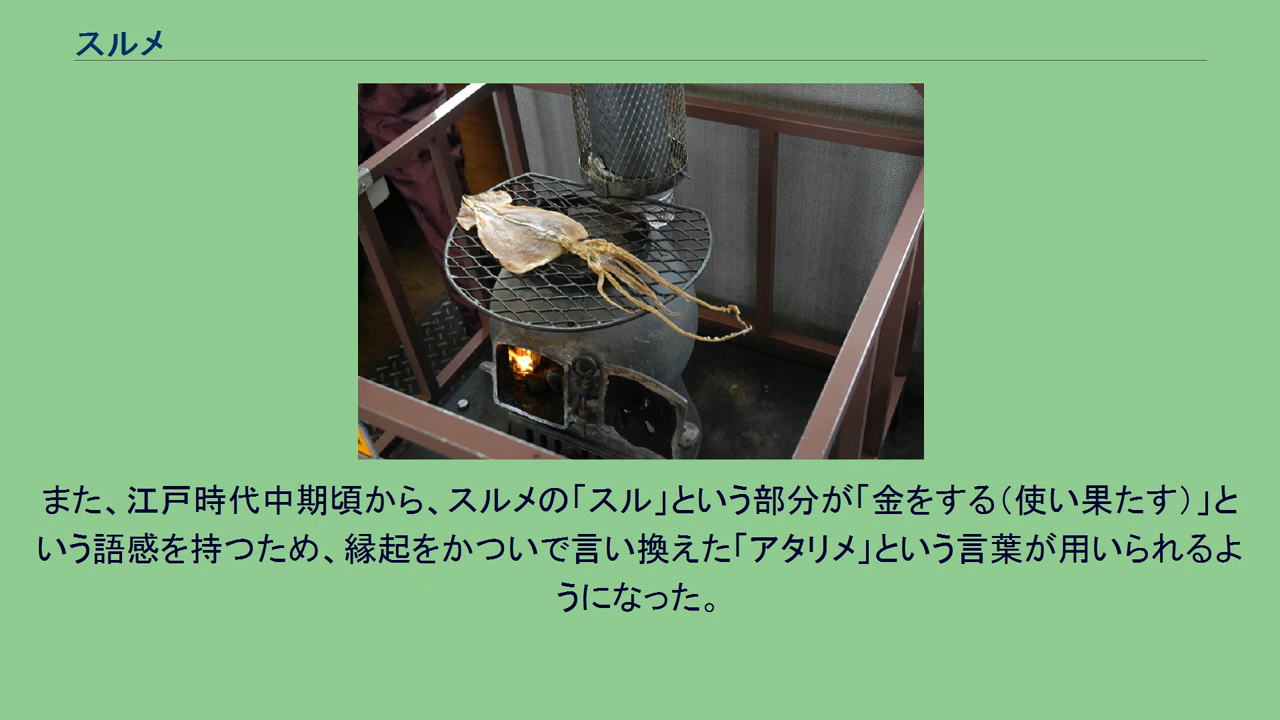 スルメ
また、江戸時代中期頃から、スルメの「スル」という部分が「金をする（使い果たす）」と
いう語感を持つため、縁起をかついで言い換えた「アタリメ」という言葉が用いられるよ
うになった。